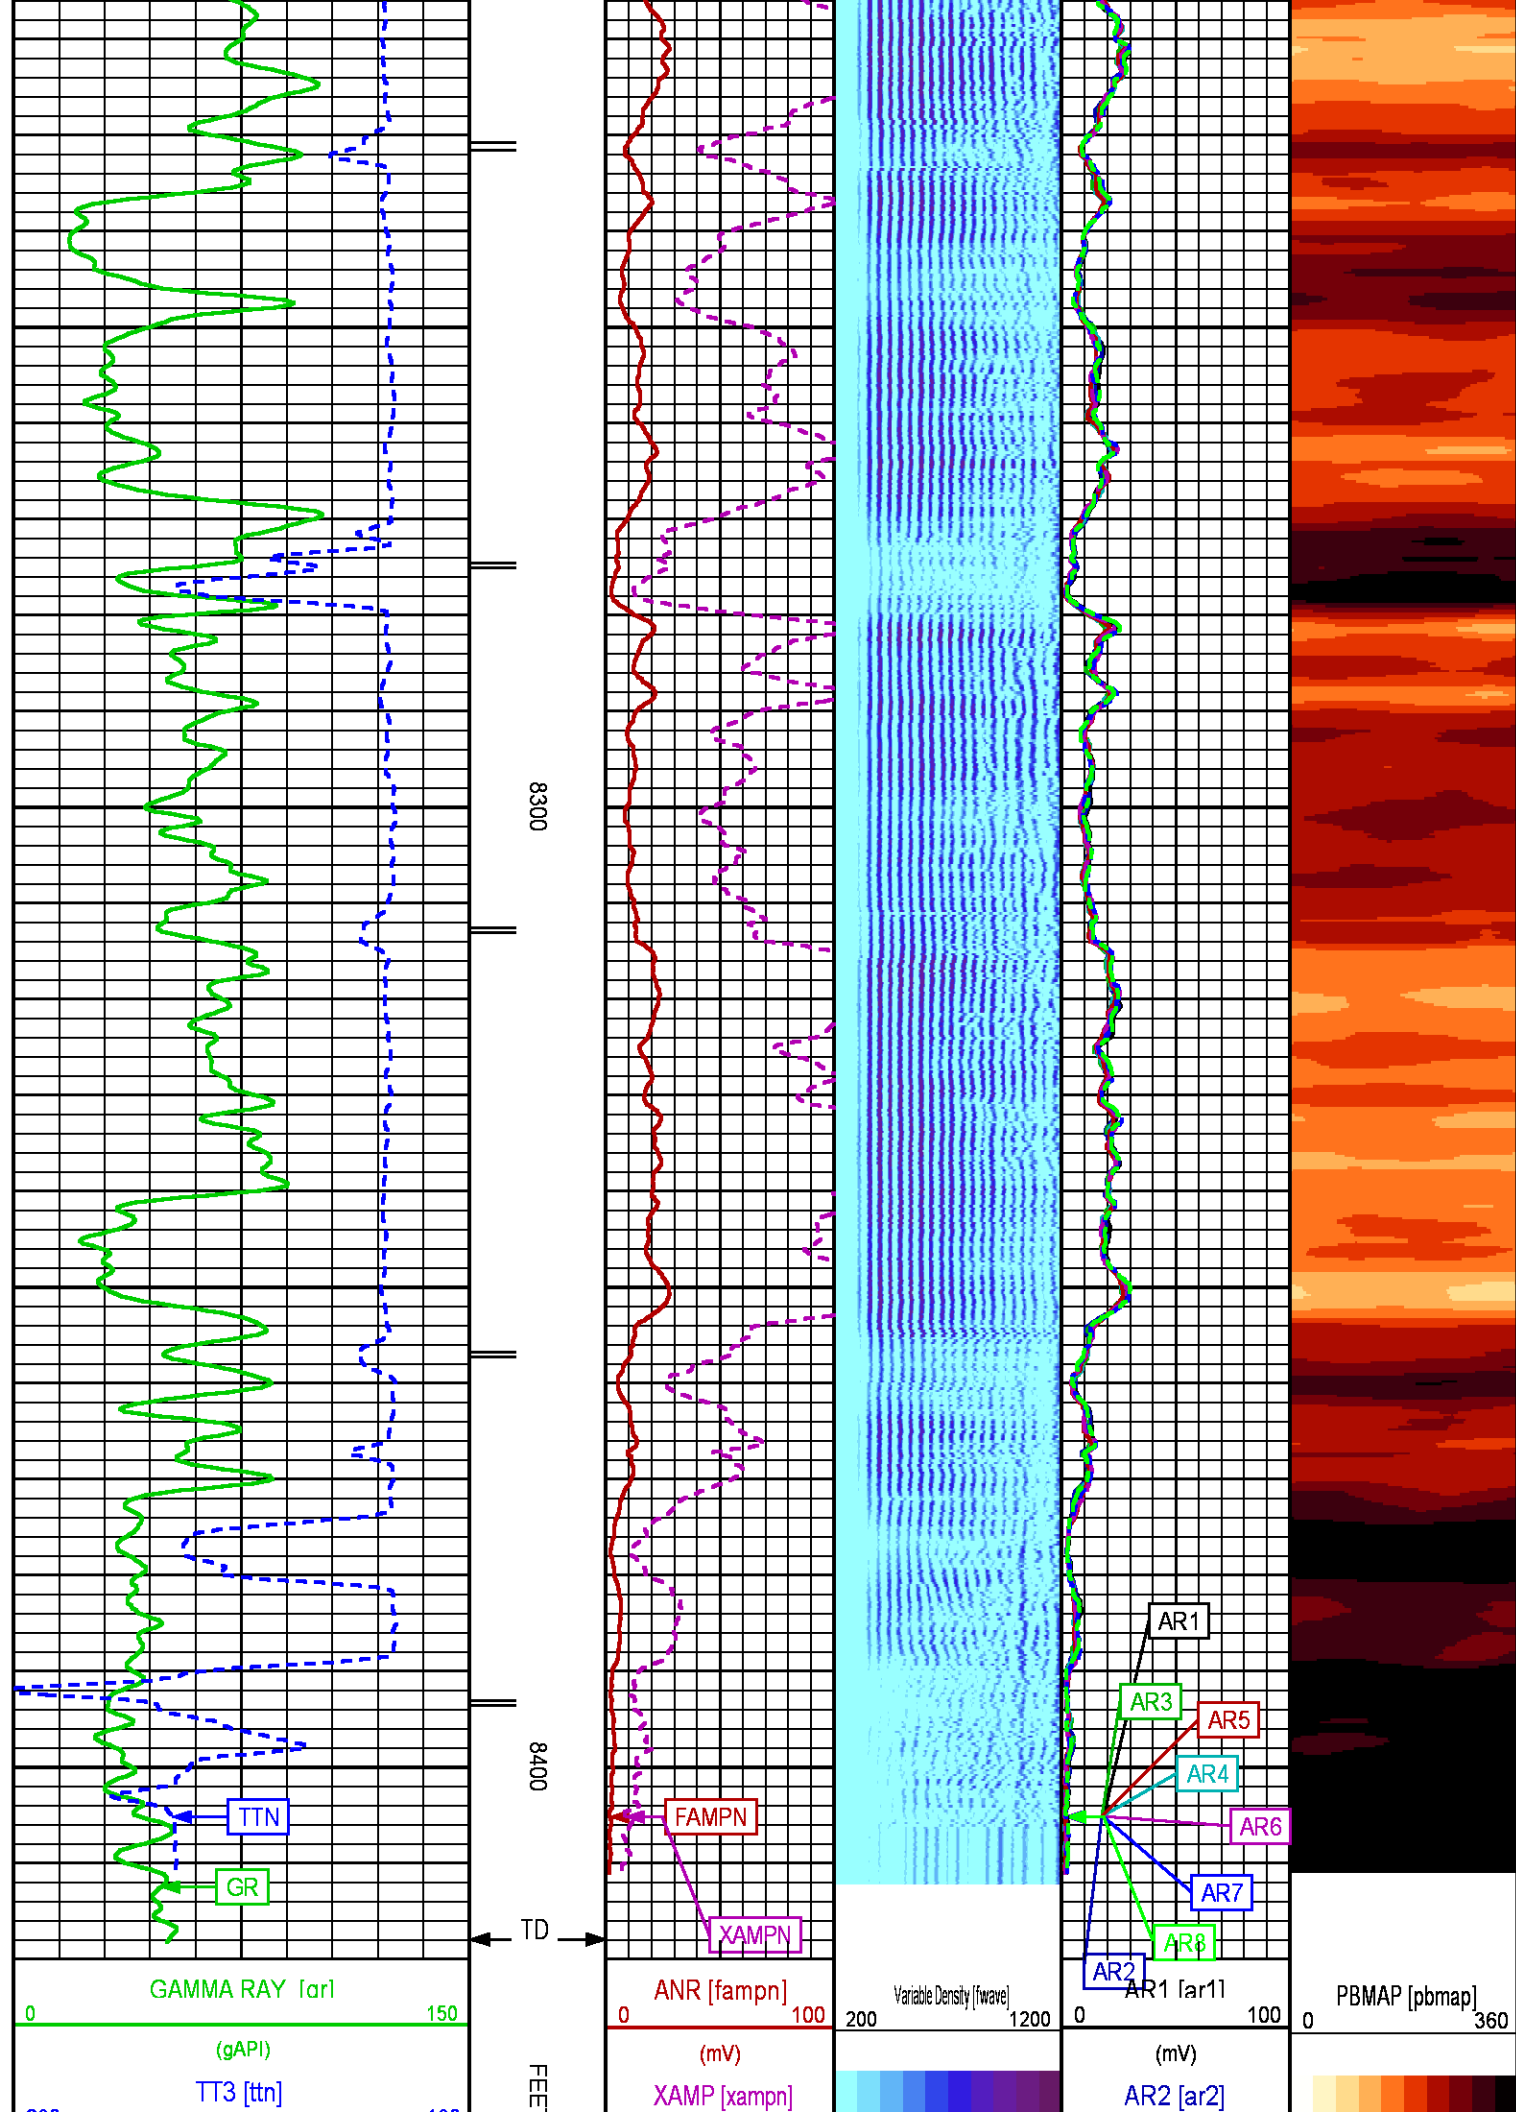 8300
AR1
AR3
AR5
8400
AR4
TTN
FAMPN
AR6
GR
AR7
TD
XAMPN
AR8
AR2
GAMMA RAY
ANR [fampn]
Variable Density [fwave]
AR1 [ar1]
PBMAP [pbmap]
0 150
0 100
200 1200
0 100
0 360
(gAPI)
(mV)
(mV)
TT3 [ttn]
XAMP [xampn]
AR2 [ar2]